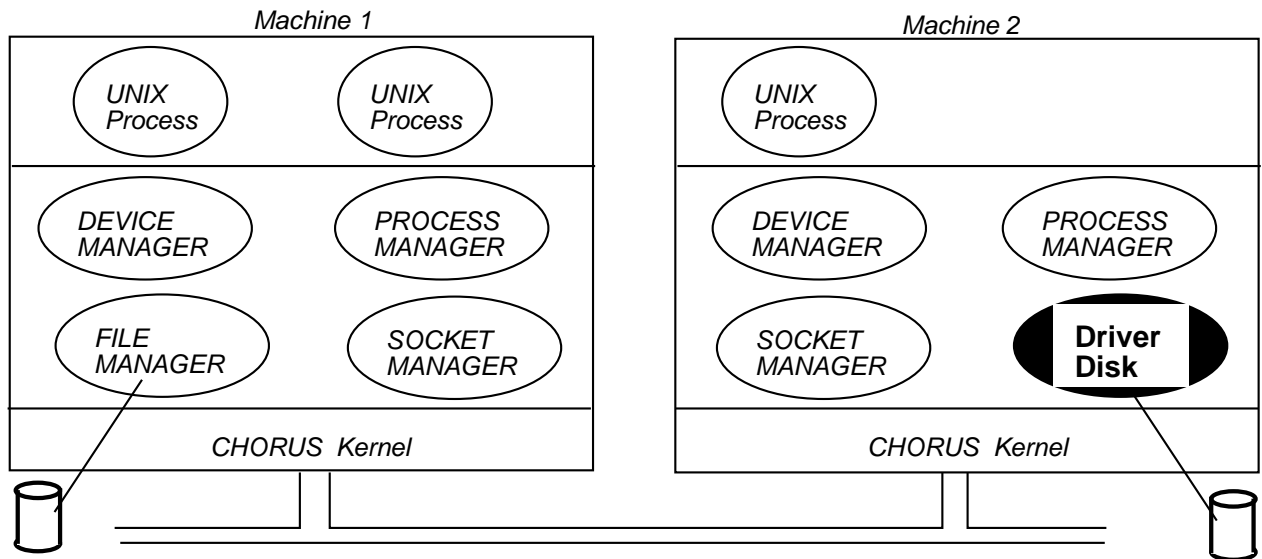 Machine 1
UNIX
Process
UNIX
Process
DEVICE
MANAGER
PROCESS
MANAGER
FILE
MANAGER
SOCKET
MANAGER
CHORUS Kernel
Machine 2
UNIX
Process
DEVICE
MANAGER
PROCESS
MANAGER
SOCKET
MANAGER
Driver
Disk
CHORUS Kernel